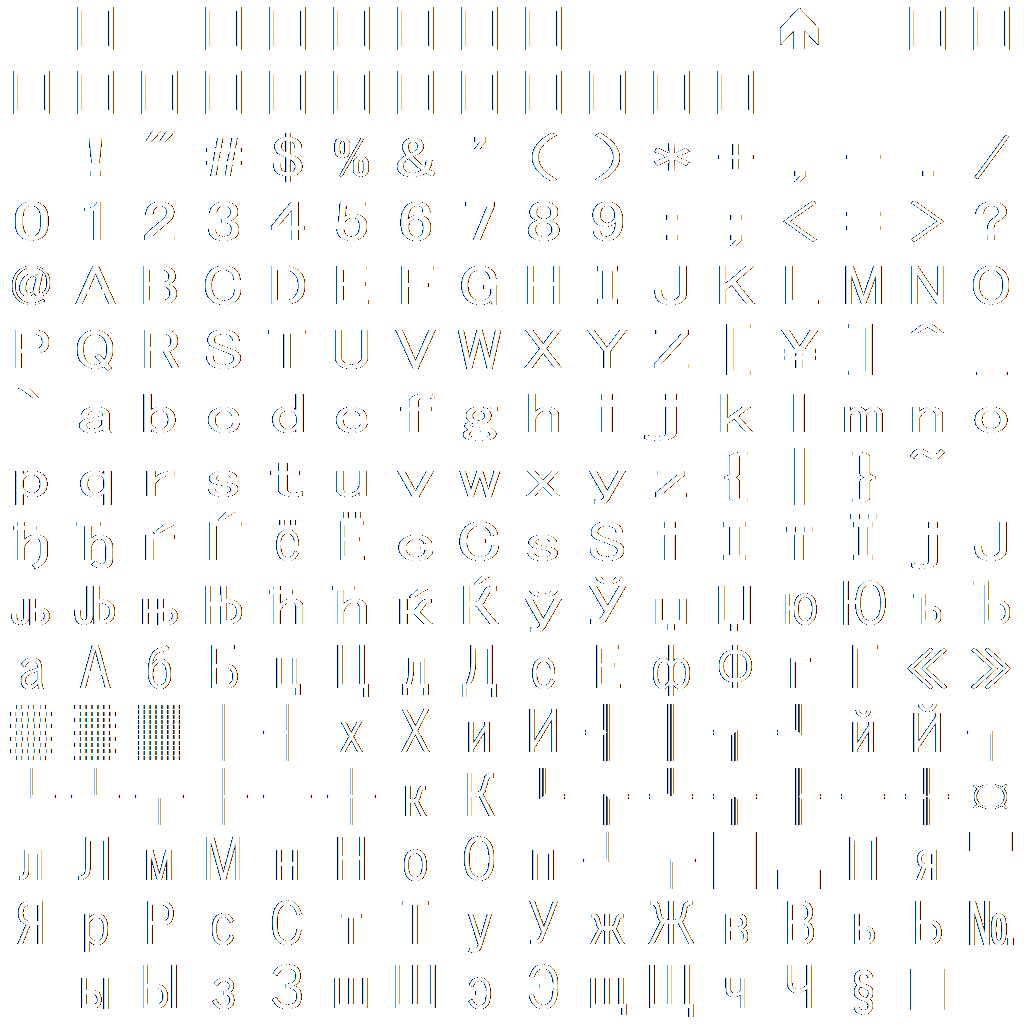 ! ˝ # $ % & ʼ ( ) * + , - . /
0 1 2 3 4 5 6 7 8 9 : ; < = > ?
@ A B C D E F G H I J K L M N O
P Q R S T U V W X Y Z [ ¥ ] ^ _
` a b c d e f g h i j k l m n o
p q r s t u v w x y z { | } ~
ђ Ђ ѓ Ѓ ё Ё є Є ѕ Ѕ і І ї Ї ј Ј
љ Љ њ Њ ћ Ћ ќ Ќ ў Ў џ Џ ю Ю ъ Ъ
а А б Б ц Ц д Д е Е ф Ф г Г « »
░ ▒ ▓ │ ┤ х Х и И ╣ ║ ╗ ╝ й Й ┐
└ ┴ ┬ ├ ─ ┼ к К ╚ ╔ ╩ ╦ ╠ ═ ╬ ¤
л Л м М н Н о О п ┘ ┌ █ ▄ П я ▀
Я р Р с С т Т у У ж Ж в В ь Ь №
ы Ы з З ш Ш э Э щ Щ ч Ч § ■